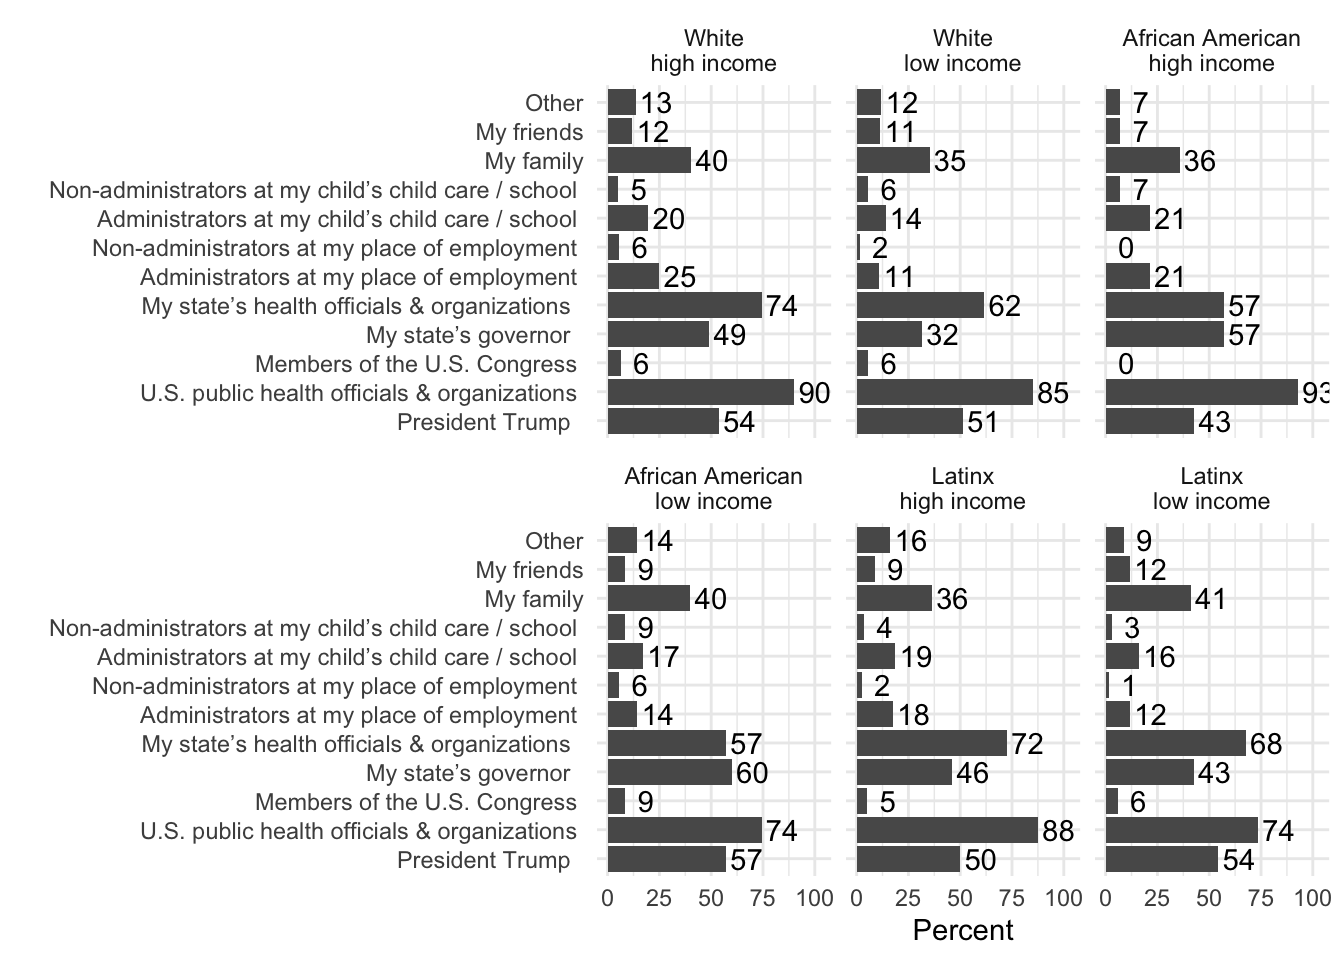 White
high income
White
low income
African American
high income
Other 13 12 7
My friends 12 11 7
My family 40 35 36
Non-administrators at my child’s child care / school 5 6 7
Administrators at my child’s child care / school 20 14 21
Non-administrators at my place of employment 6 2 0
Administrators at my place of employment 25 11 21
My state’s health officials & organizations 74 62 57
My state’s governor 49 32 57
Members of the U.S. Congress 6 6 0
U.S. public health officials & organizations 90 85 93
President Trump 54 51 43
African American
low income
Latinx
high income
Latinx
low income
Other 14 16 9
My friends 9 9 12
My family 40 36 41
Non-administrators at my child’s child care / school 9 4 3
Administrators at my child’s child care / school 17 19 16
Non-administrators at my place of employment 6 2 1
Administrators at my place of employment 14 18 12
My state’s health officials & organizations 57 72 68
My state’s governor 60 46 43
Members of the U.S. Congress 9 5 6
U.S. public health officials & organizations 74 88 74
President Trump 57 50 54
0 25 50 75 100 0 25 50 75 100 0 25 50 75 100
Percent